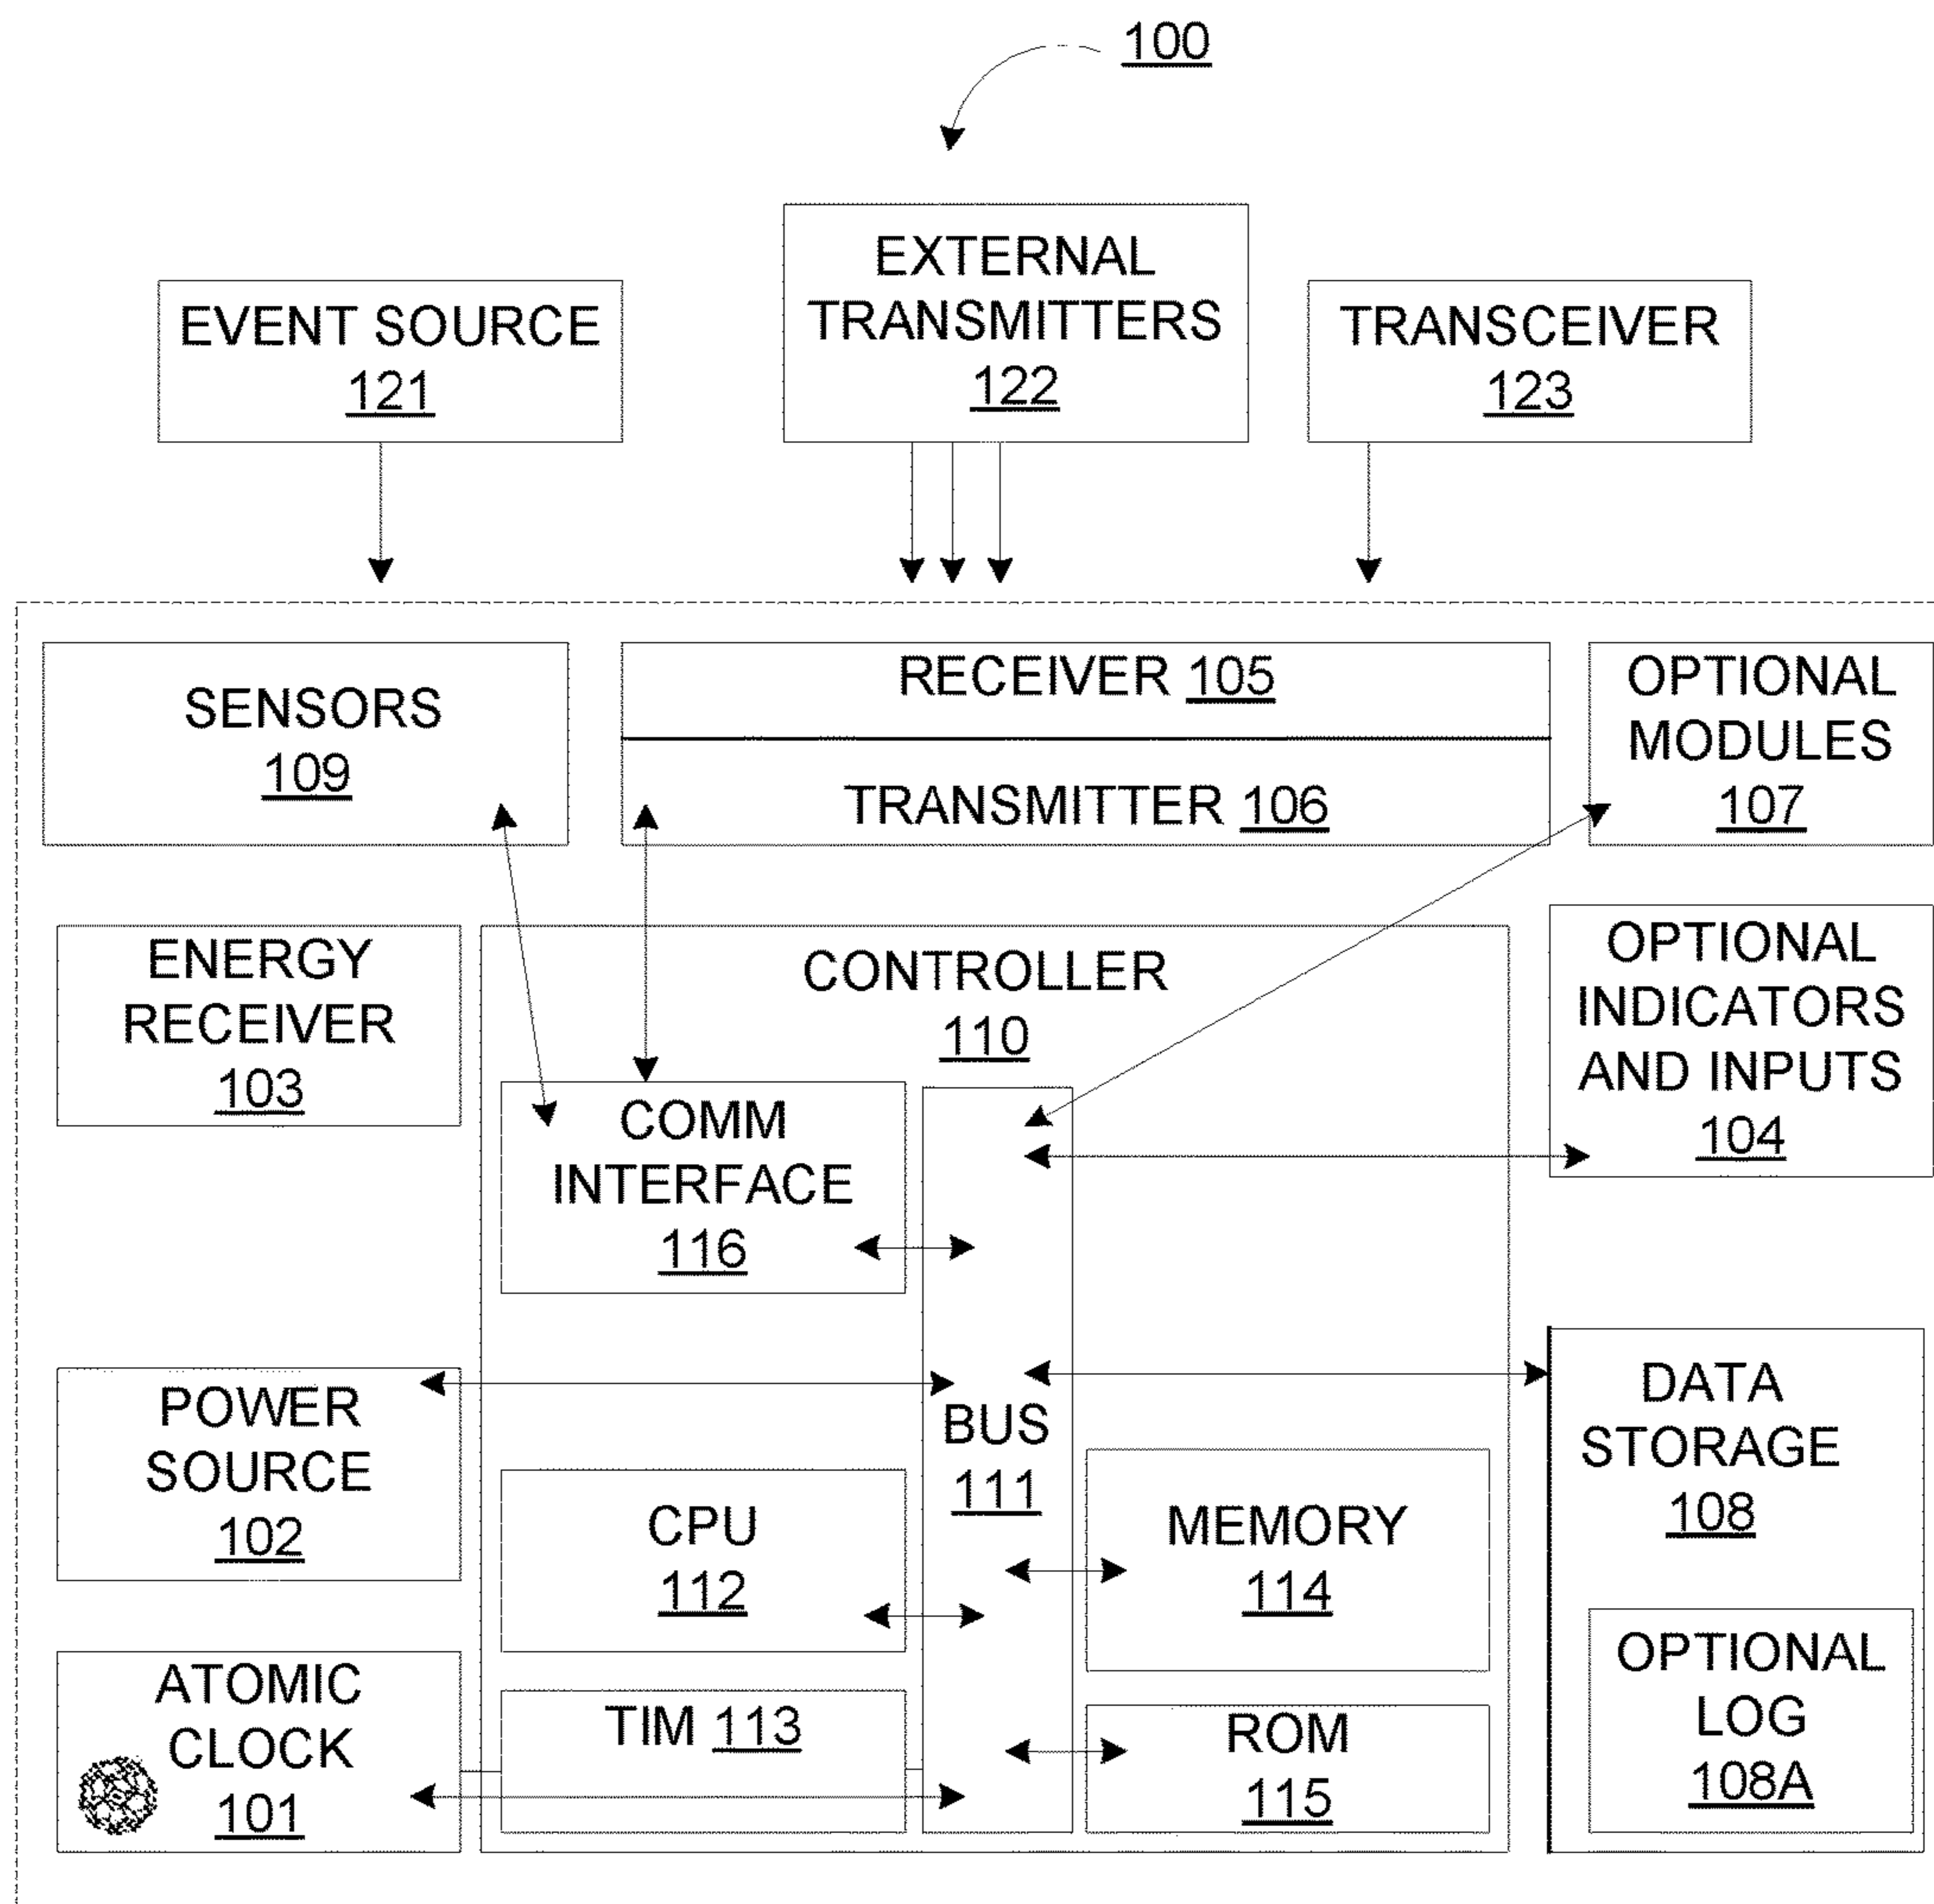 100
EXTERNAL
TRANSMITTERS
122
EVENT SOURCE
121
TRANSCEIVER
123
SENSORS
109
RECEIVER 105
TRANSMITTER 106
OPTIONAL
MODULES
107
ENERGY
RECEIVER
103
CONTROLLER
110
OPTIONAL
INDICATORS
AND INPUTS
104
COMM
INTERFACE
116
POWER
SOURCE
102
BUS
111
DATA
STORAGE
108
CPU
112
MEMORY
114
OPTIONAL
LOG
108A
ATOMIC
CLOCK
101
TIM 113
ROM
115